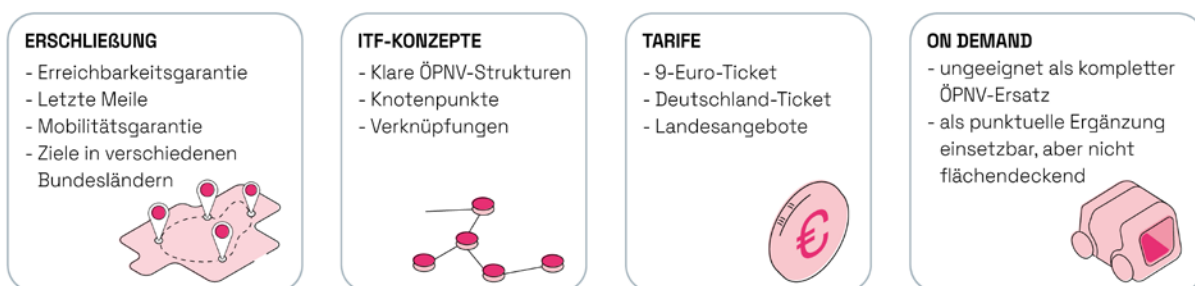 ERSCHLIEßUNG
- Erreichbarkeitsgarantie
- Letzte Meile
- Mobilitätsgarantie
- Ziele in verschiedenen
Bundesländern
ITF-KONZEPTE
- Klare ÖPNV-Strukturen
- Knotenpunkte
- Verknüpfungen
TARIFE
- 9-Euro-Ticket
- Deutschland-Ticket
- Landesangebote
€
ON DEMAND
- ungeeignet als kompletter
ÖPNV-Ersatz
- als punktuelle Ergänzung
einsetzbar, aber nicht
flächendeckend